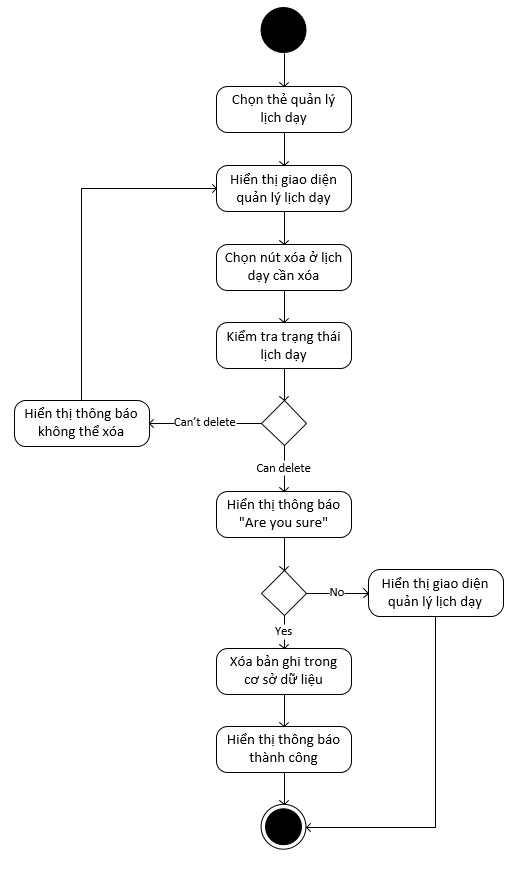 Chọn thẻ quản lý
lịch dạy
Hiển thị giao diện
quản lý lịch dạy
Chọn nút xóa ở lịch
dạy cần xóa
Kiểm tra trạng thái
lịch dạy
Hiển thị thông báo
không thể xóa
Can't delete
Can delete
Hiển thị thông báo
"Are you sure"
No
Hiển thị giao diện
quản lý lịch dạy
Yes
Xóa bản ghi trong
cơ sở dữ liệu
Hiển thị thông báo
thành công